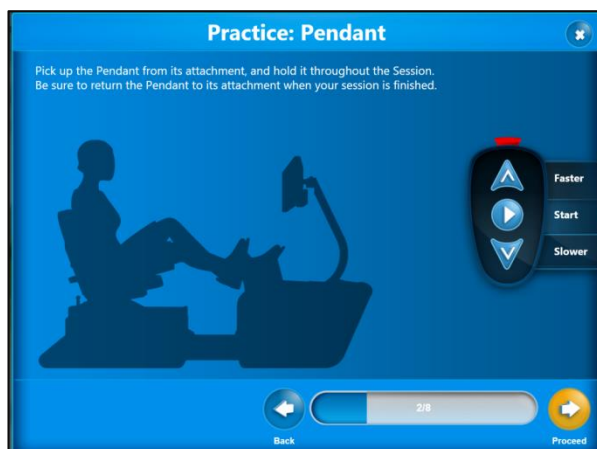 Practice: Pendant
Pick up the Pendant from its attachment, and hold it throughout the Session.
Be sure to return the Pendant to its attachment when your session is finished.
Faster
Start
Slower
2/8
Back
Proceed